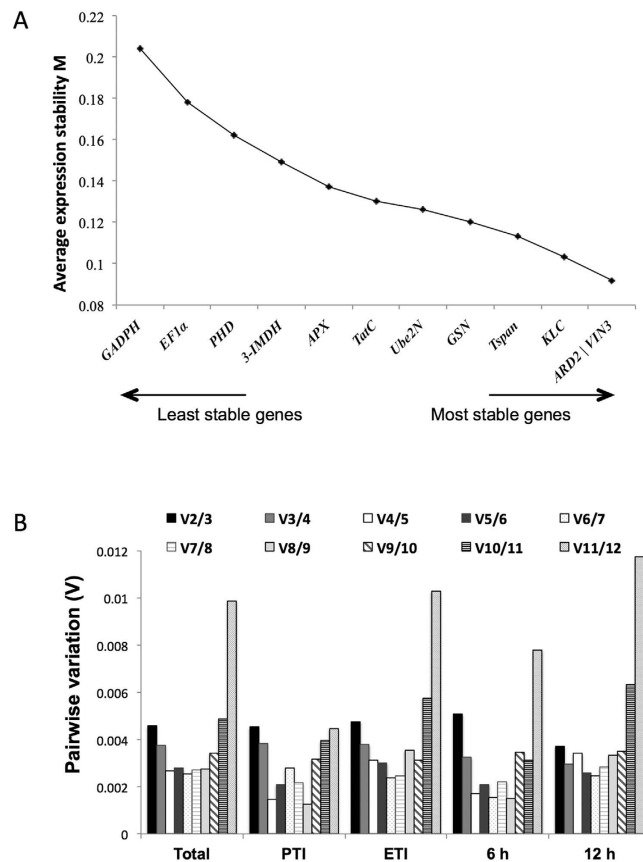 A
Average expression stability M
0.22
0.2
0.18
0.16
0.14
0.12
0.1
0.08
GADPH
EF1α
PHD
3-IMDH
APX
TatC
Ube2N
GSN
Tspan
KLC
ARD2 | VIN3
Least stable genes
Most stable genes
B
V2/3
V3/4
V4/5
V5/6
V6/7
V7/8
V8/9
V9/10
V10/11
V11/12
Pairwise variation (V)
0.012
0.01
0.008
0.006
0.004
0.002
0
Total
PTI
ETI
6 h
12 h